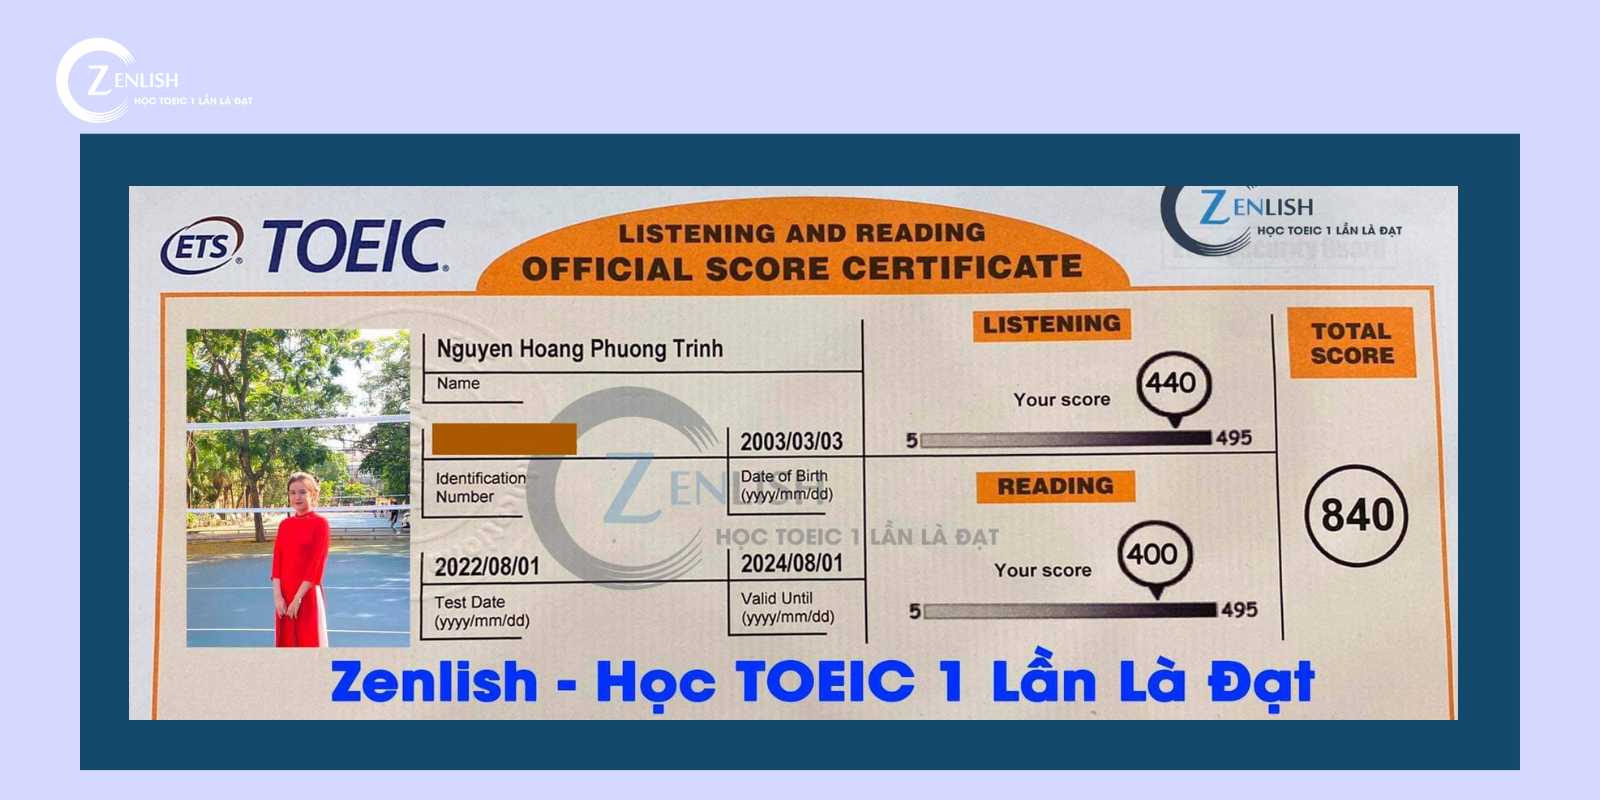 ZENLISH
HỌC TOEIC 1 LẦN LÀ ĐẠT
ZENLISH
HỌC TOEIC 1 LẦN LÀ ĐẠT
ETS® TOEIC®
LISTENING AND READING
OFFICIAL SCORE CERTIFICATE
Nguyen Hoang Phuong Trinh
Name
Identification
Number
2003/03/03
Date of Birth
(yyyy/mm/dd)
2022/08/01
Test Date
(yyyy/mm/dd)
2024/08/01
Valid Until
(yyyy/mm/dd)
LISTENING
Your score
440
5
495
READING
Your score
400
5
495
TOTAL
SCORE
840
ZENLISH
HỌC TOEIC 1 LẦN LÀ ĐẠT
Zenlish - Học TOEIC 1 Lần Là Đạt